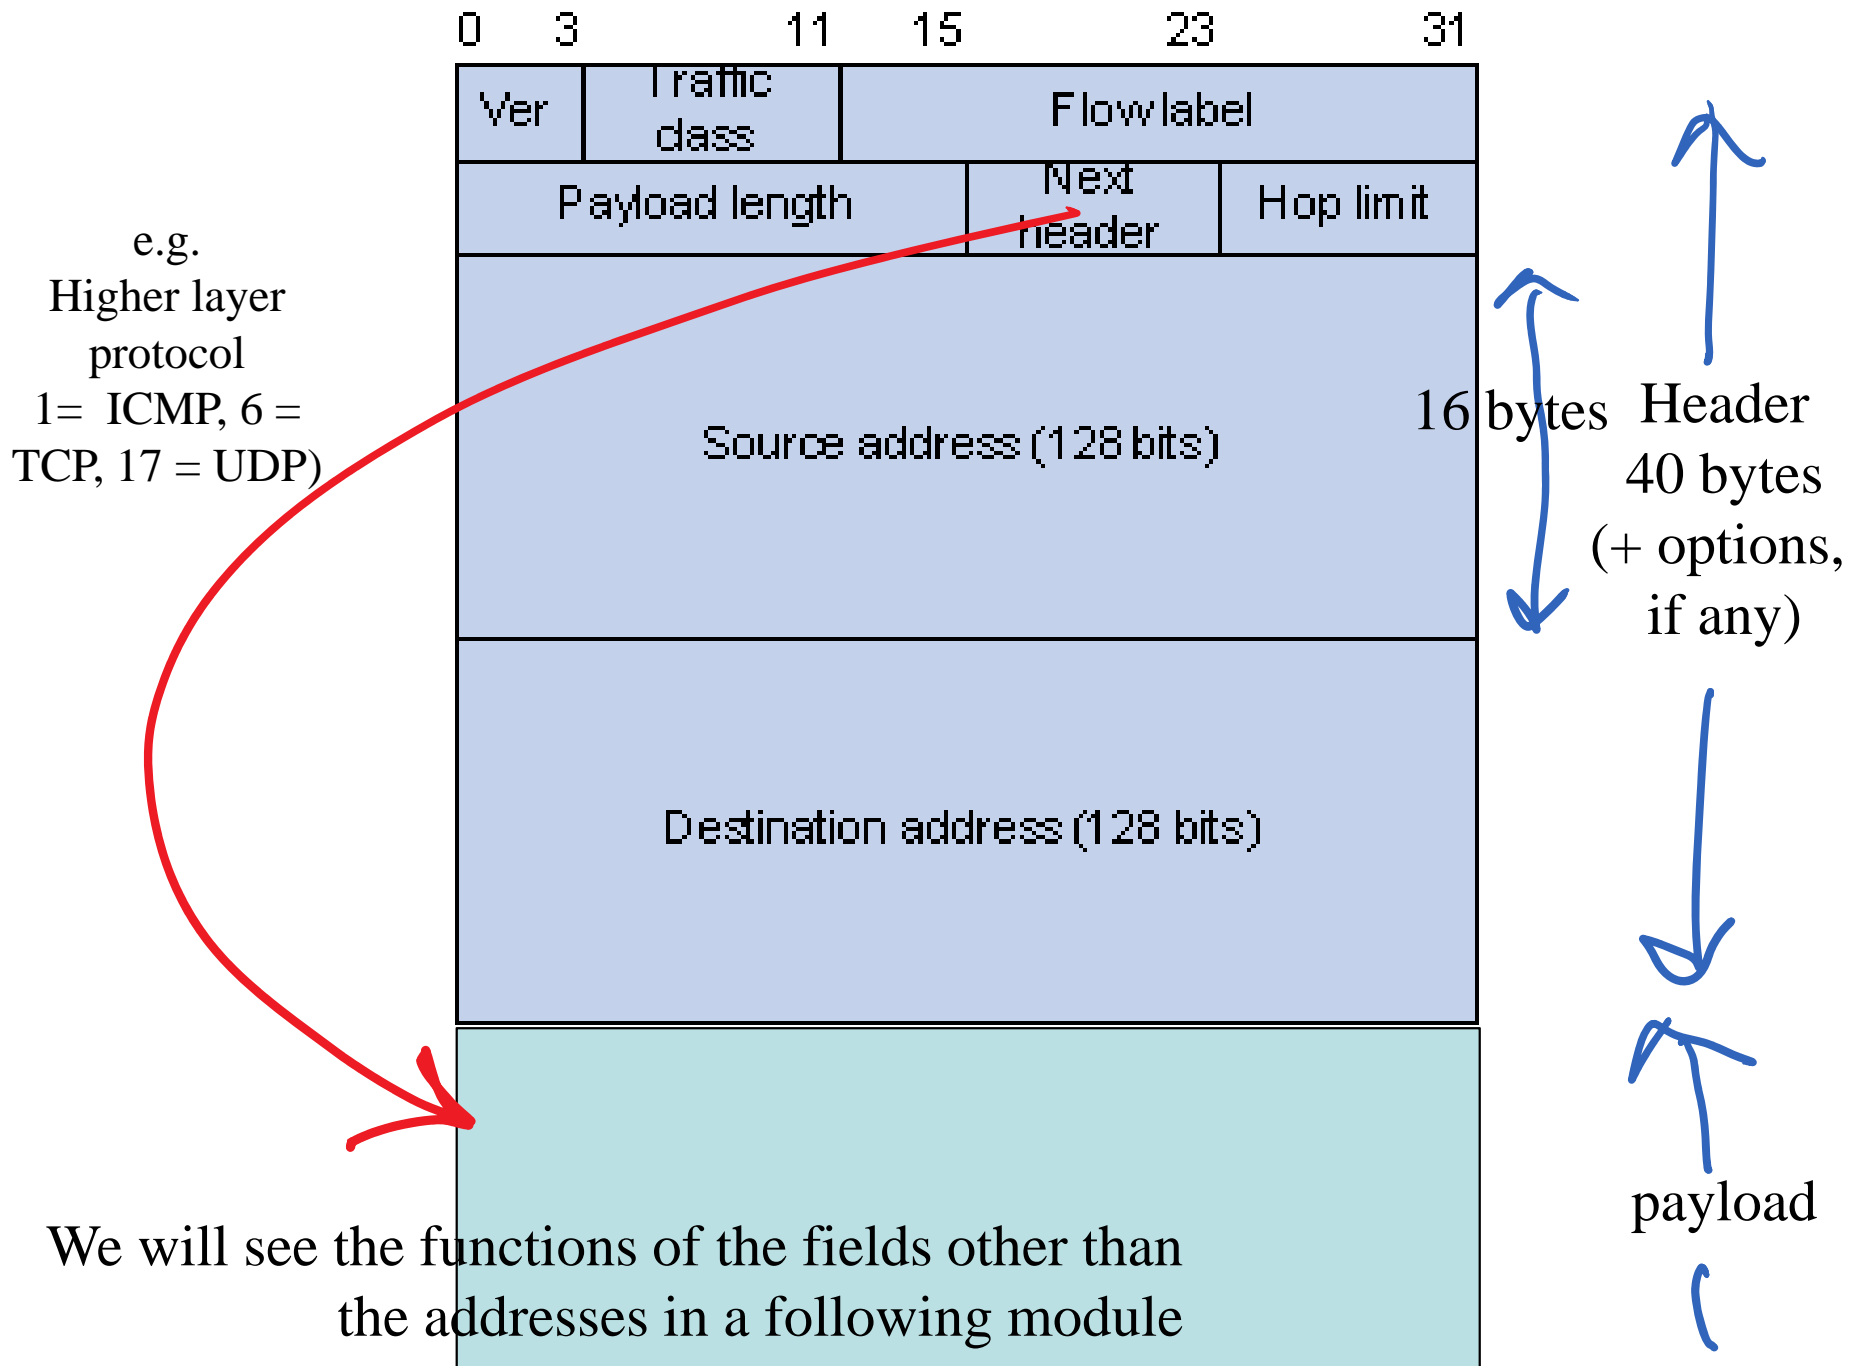 0 3 11 15 23 31
Ver
Traffic
class
Flow label
Payload length
Next
header
Hop limit
e.g.
Higher layer
protocol
1= ICMP, 6 =
TCP, 17 = UDP)
Source address (128 bits)
16 bytes
Header
40 bytes
(+ options,
if any)
Destination address (128 bits)
payload
We will see the functions of the fields other than
the addresses in a following module